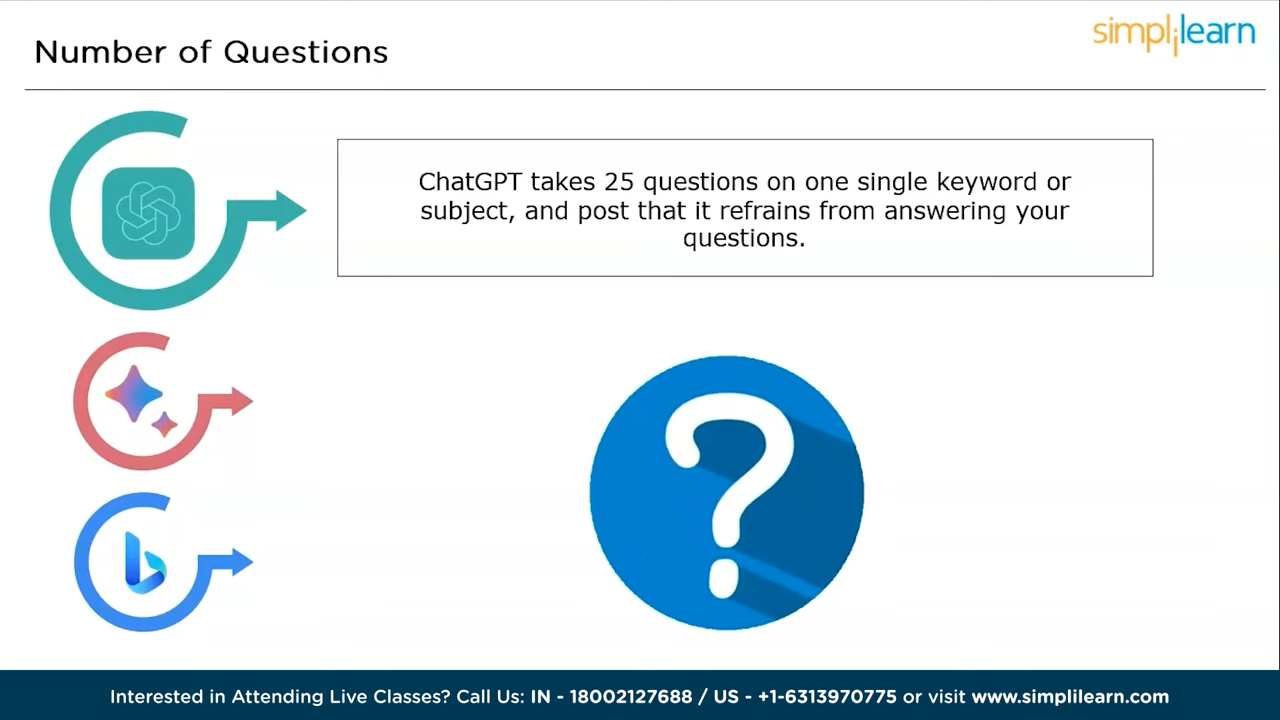 simplilearn
Number of Questions
ChatGPT takes 25 questions on one single keyword or
subject, and post that it refrains from answering your
questions.
Interested in Attending Live Classes? Call Us: IN - 18002127688 / US - +1-6313970775 or visit www.simplilearn.com